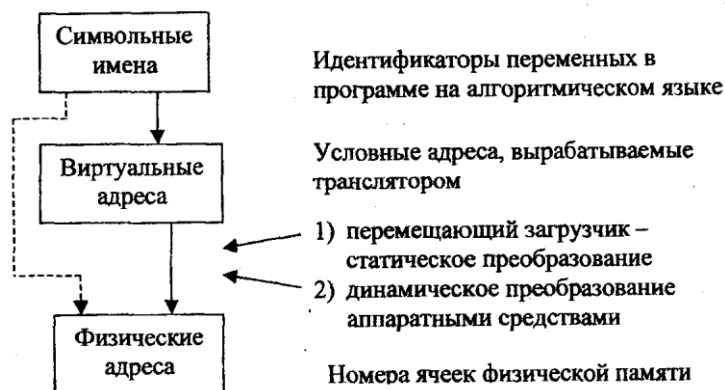 Символьные
имена
Идентификаторы переменных в
программе на алгоритмическом языке
Виртуальные
адреса
Условные адреса, вырабатываемые
транслятором
1) перемещающий загрузчик –
статическое преобразование
2) динамическое преобразование
аппаратными средствами
Физические
адреса
Номера ячеек физической памяти